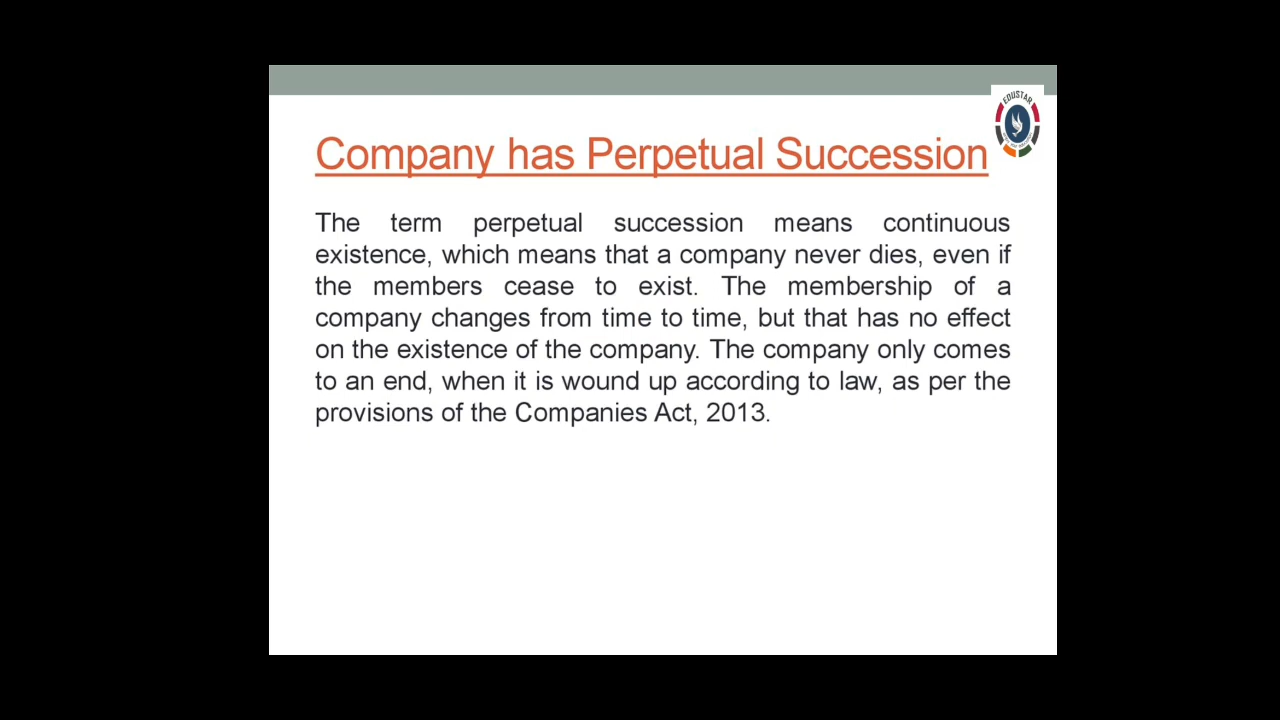 EDUSTAR
Company has Perpetual Succession
The term perpetual succession means continuous
existence, which means that a company never dies, even if
the members cease to exist. The membership of a
company changes from time to time, but that has no effect
on the existence of the company. The company only comes
to an end, when it is wound up according to law, as per the
provisions of the Companies Act, 2013.